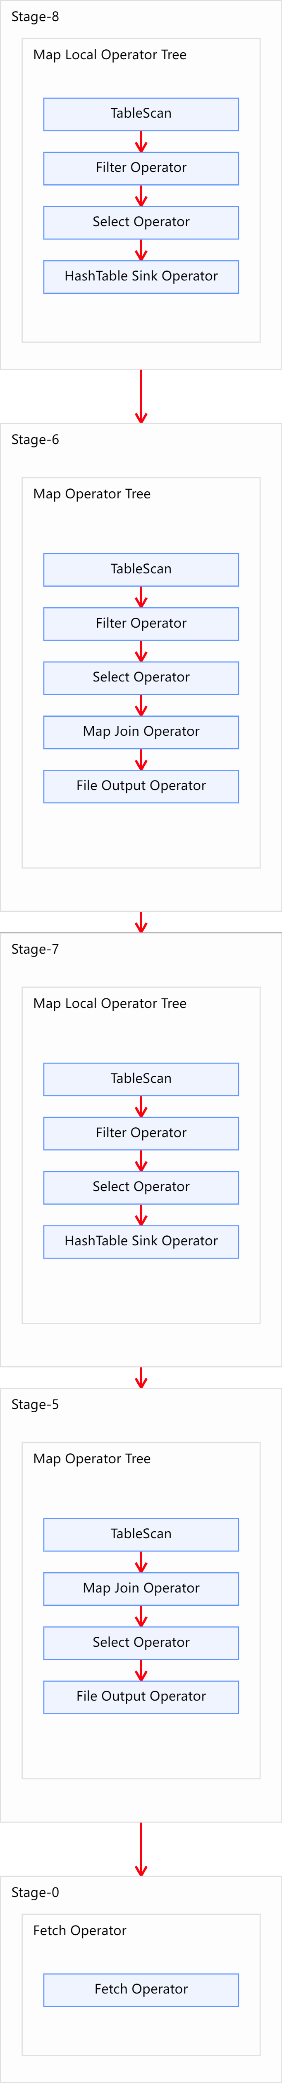 Stage-8
Map Local Operator Tree
TableScan
Filter Operator
Select Operator
HashTable Sink Operator
Stage-6
Map Operator Tree
TableScan
Filter Operator
Select Operator
Map Join Operator
File Output Operator
Stage-7
Map Local Operator Tree
TableScan
Filter Operator
Select Operator
HashTable Sink Operator
Stage-5
Map Operator Tree
TableScan
Map Join Operator
Select Operator
File Output Operator
Stage-0
Fetch Operator
Fetch Operator